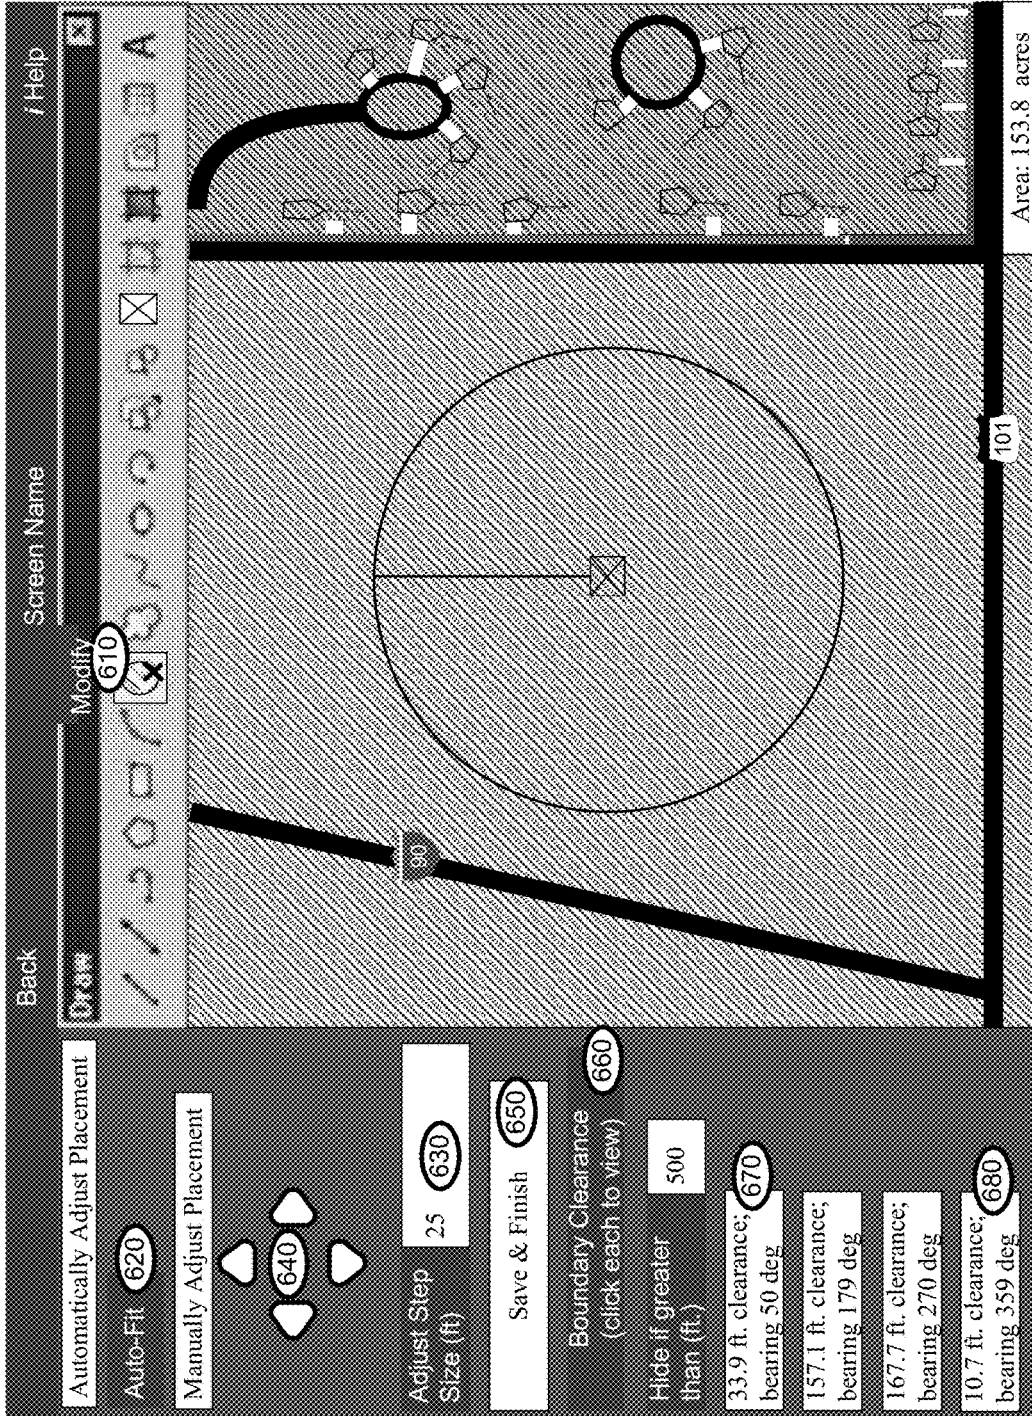 Back
Screen Name
i Help
Draw
Modify
610
A
Automatically Adjust Placement
Auto-Fit
620
Manually Adjust Placement
640
Adjust Step
Size (ft)
25
630
Save & Finish
650
Boundary Clearance
(click each to view)
660
Hide if greater
than (ft.)
500
33.9 ft. clearance;
bearing 50 deg
670
157.1 ft. clearance;
bearing 179 deg
167.7 ft. clearance;
bearing 270 deg
10.7 ft. clearance;
bearing 359 deg
680
90
101
Area: 153.8 acres